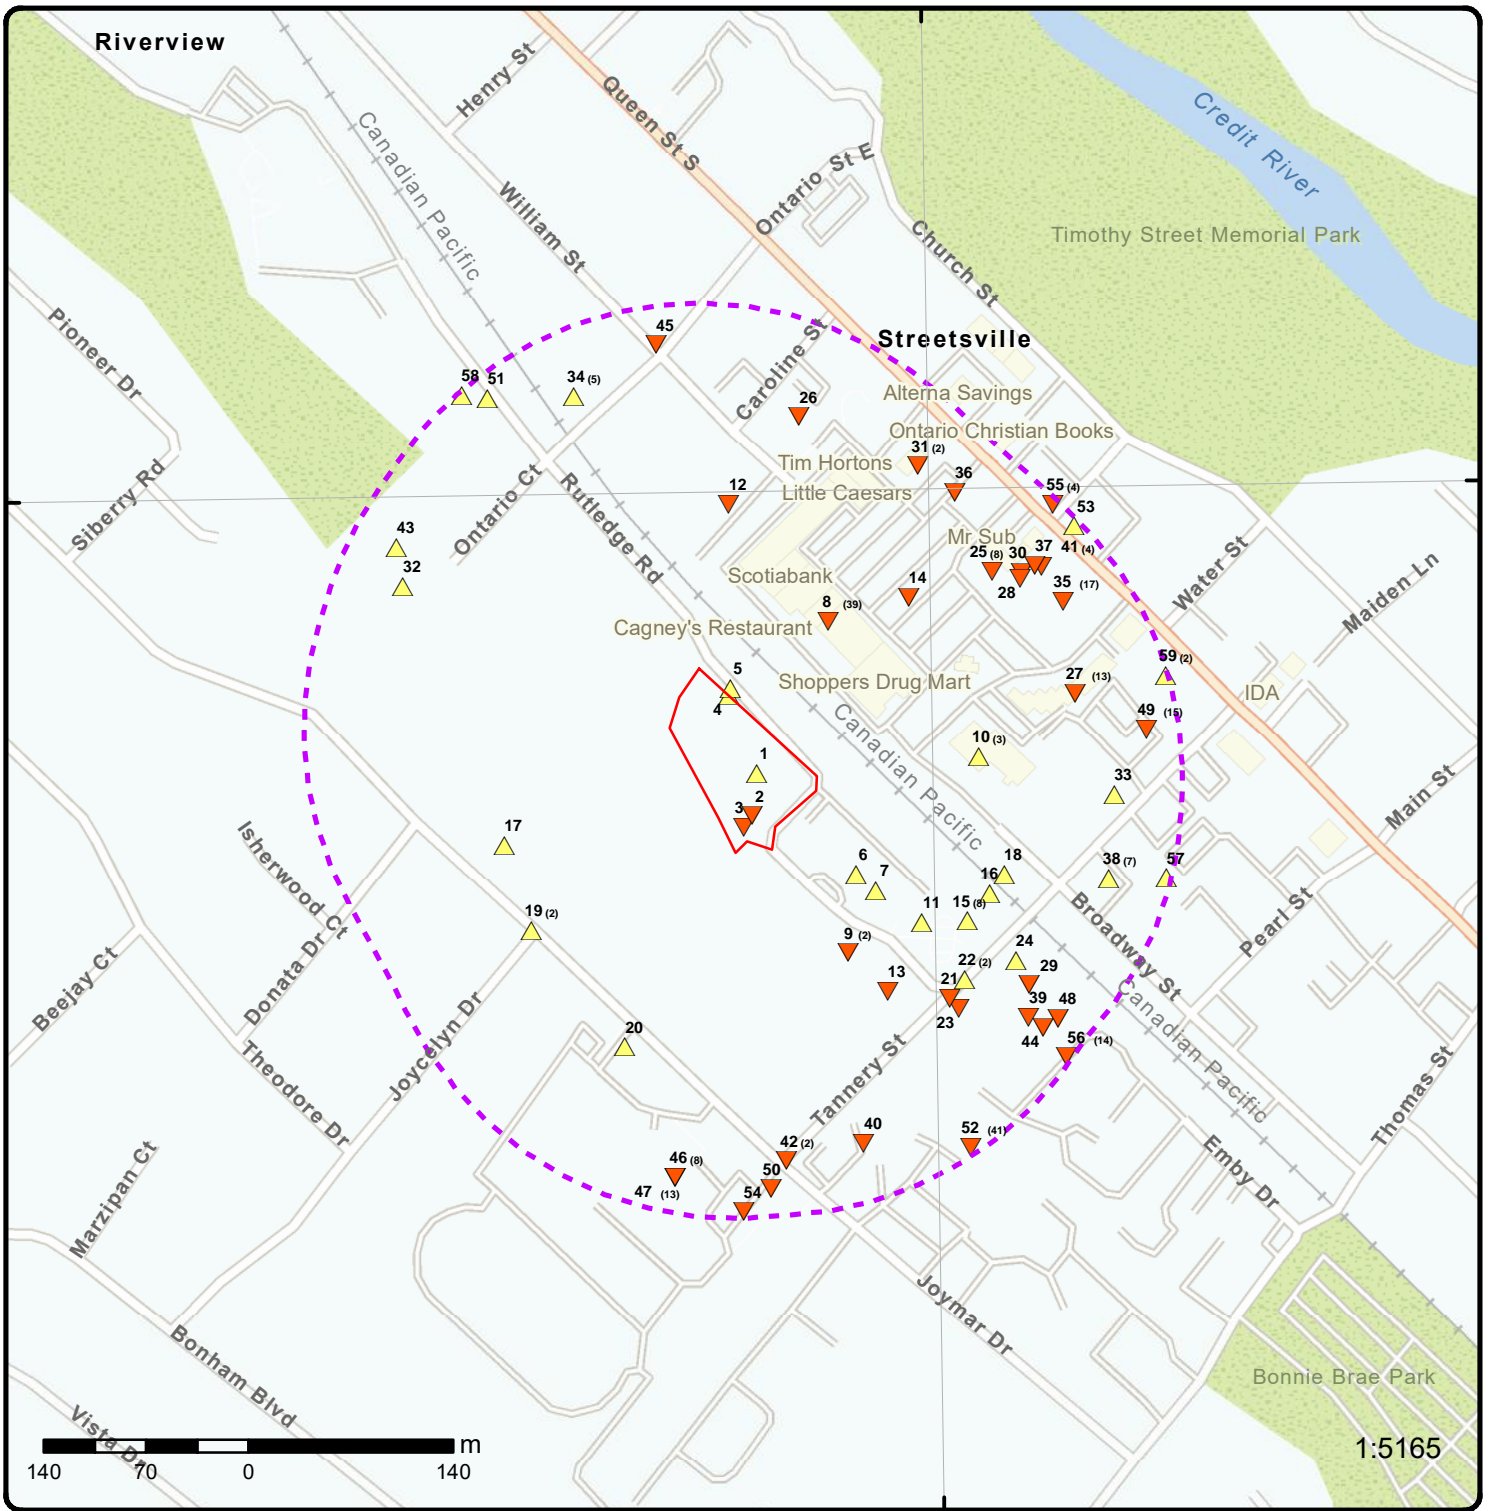 Riverview
Henry St
Queen St S
Canadian Pacific
Credit River
Ontario St E
William St
Church St
Timothy Street Memorial Park
Pioneer Dr
45
Caroline St
Streetsville
58
51
34 (5)
26
Alterna Savings
Ontario Christian Books
31 (2)
Tim Hortons
Siberry Rd
Ontario Ct
Rutledge Rd
12
Little Caesars
36
55 (4)
53
43
32
Mr Sub
25 (8)
30
37
41 (4)
28
35 (17)
Water St
Maiden Ln
Scotiabank
14
8 (39)
Cagney's Restaurant
5
4
Shoppers Drug Mart
27 (13)
59 (2)
IDA
49 (15)
Canadian Pacific
10 (3)
1
2
3
33
Main St
Isherwood Ct
17
6
7
18
16
38 (7)
57
19 (2)
11
15 (8)
Broadway St
Pearl St
Donata Dr
Beejay Ct
9 (2)
24
22 (2)
29
13
21
23
39
48
44
56 (14)
Canadian Pacific
20
Theodore Dr
Joycelyn Dr
Tannery St
Thomas St
40
52 (41)
42 (2)
46 (8)
50
47 (13)
54
Emby Dr
Marzipan Ct
Joymar Dr
Bonham Blvd
Bonnie Brae Park
Vista Dr
m
140 70 0 140
1:5165